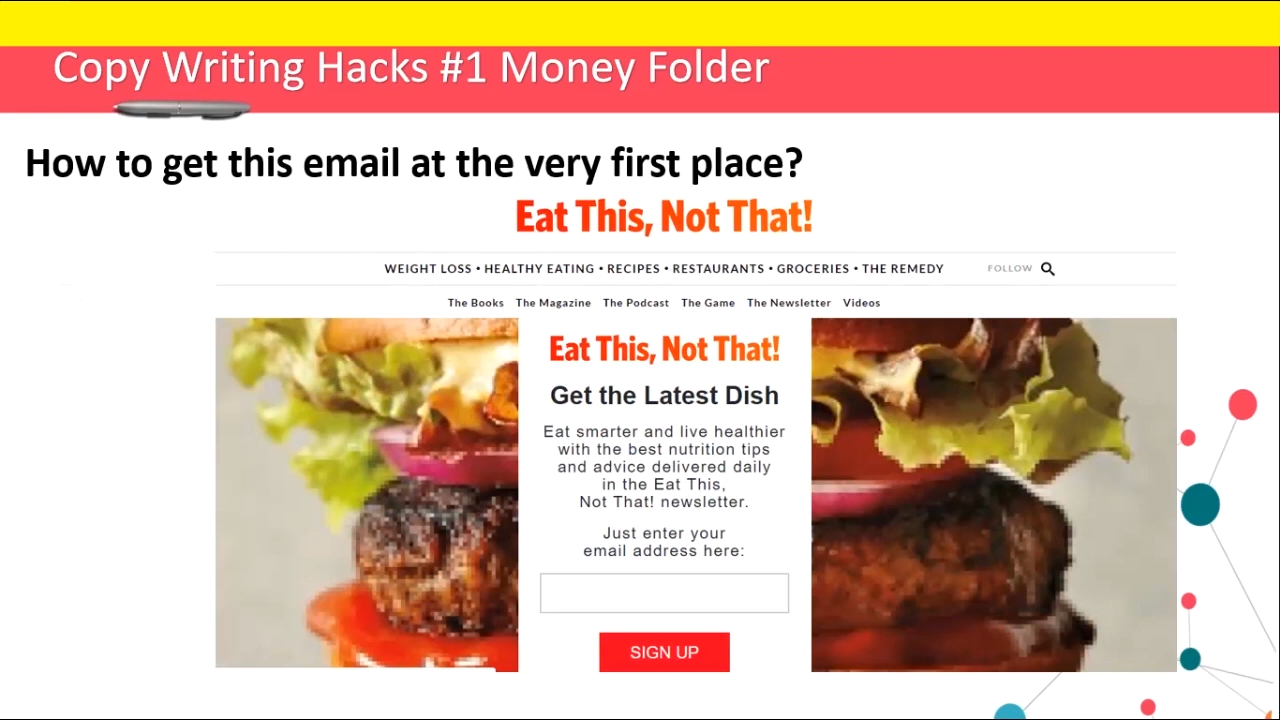 Copy Writing Hacks #1 Money Folder
How to get this email at the very first place?
Eat This, Not That!
WEIGHT LOSS • HEALTHY EATING • RECIPES • RESTAURANTS • GROCERIES • THE REMEDY FOLLOW
The Books The Magazine The Podcast The Game The Newsletter Videos
Eat This, Not That!
Get the Latest Dish
Eat smarter and live healthier
with the best nutrition tips
and advice delivered daily
in the Eat This,
Not That! newsletter.
Just enter your
email address here:
SIGN UP